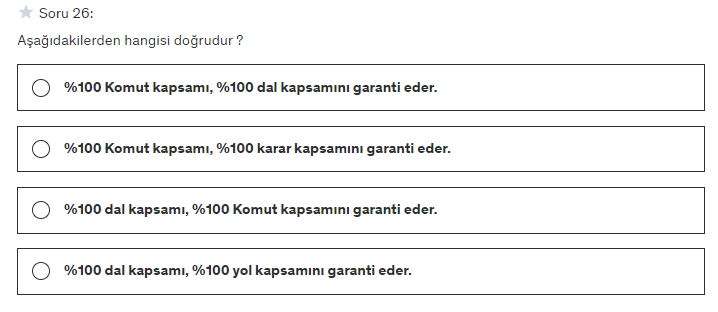 Soru 26:
Aşağıdakilerden hangisi doğrudur ?
%100 Komut kapsamı, %100 dal kapsamını garanti eder.
%100 Komut kapsamı, %100 karar kapsamını garanti eder.
%100 dal kapsamı, %100 Komut kapsamını garanti eder.
%100 dal kapsamı, %100 yol kapsamını garanti eder.